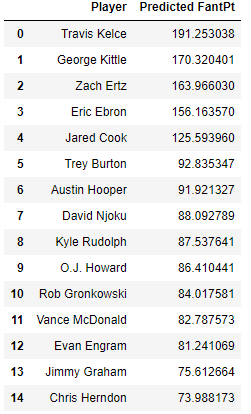 Player Predicted FantPt
0 Travis Kelce 191.253038
1 George Kittle 170.320401
2 Zach Ertz 163.966030
3 Eric Ebron 156.163570
4 Jared Cook 125.593960
5 Trey Burton 92.835347
6 Austin Hooper 91.921327
7 David Njoku 88.092789
8 Kyle Rudolph 87.537641
9 O.J. Howard 86.410441
10 Rob Gronkowski 84.017581
11 Vance McDonald 82.787573
12 Evan Engram 81.241069
13 Jimmy Graham 75.612664
14 Chris Herndon 73.988173